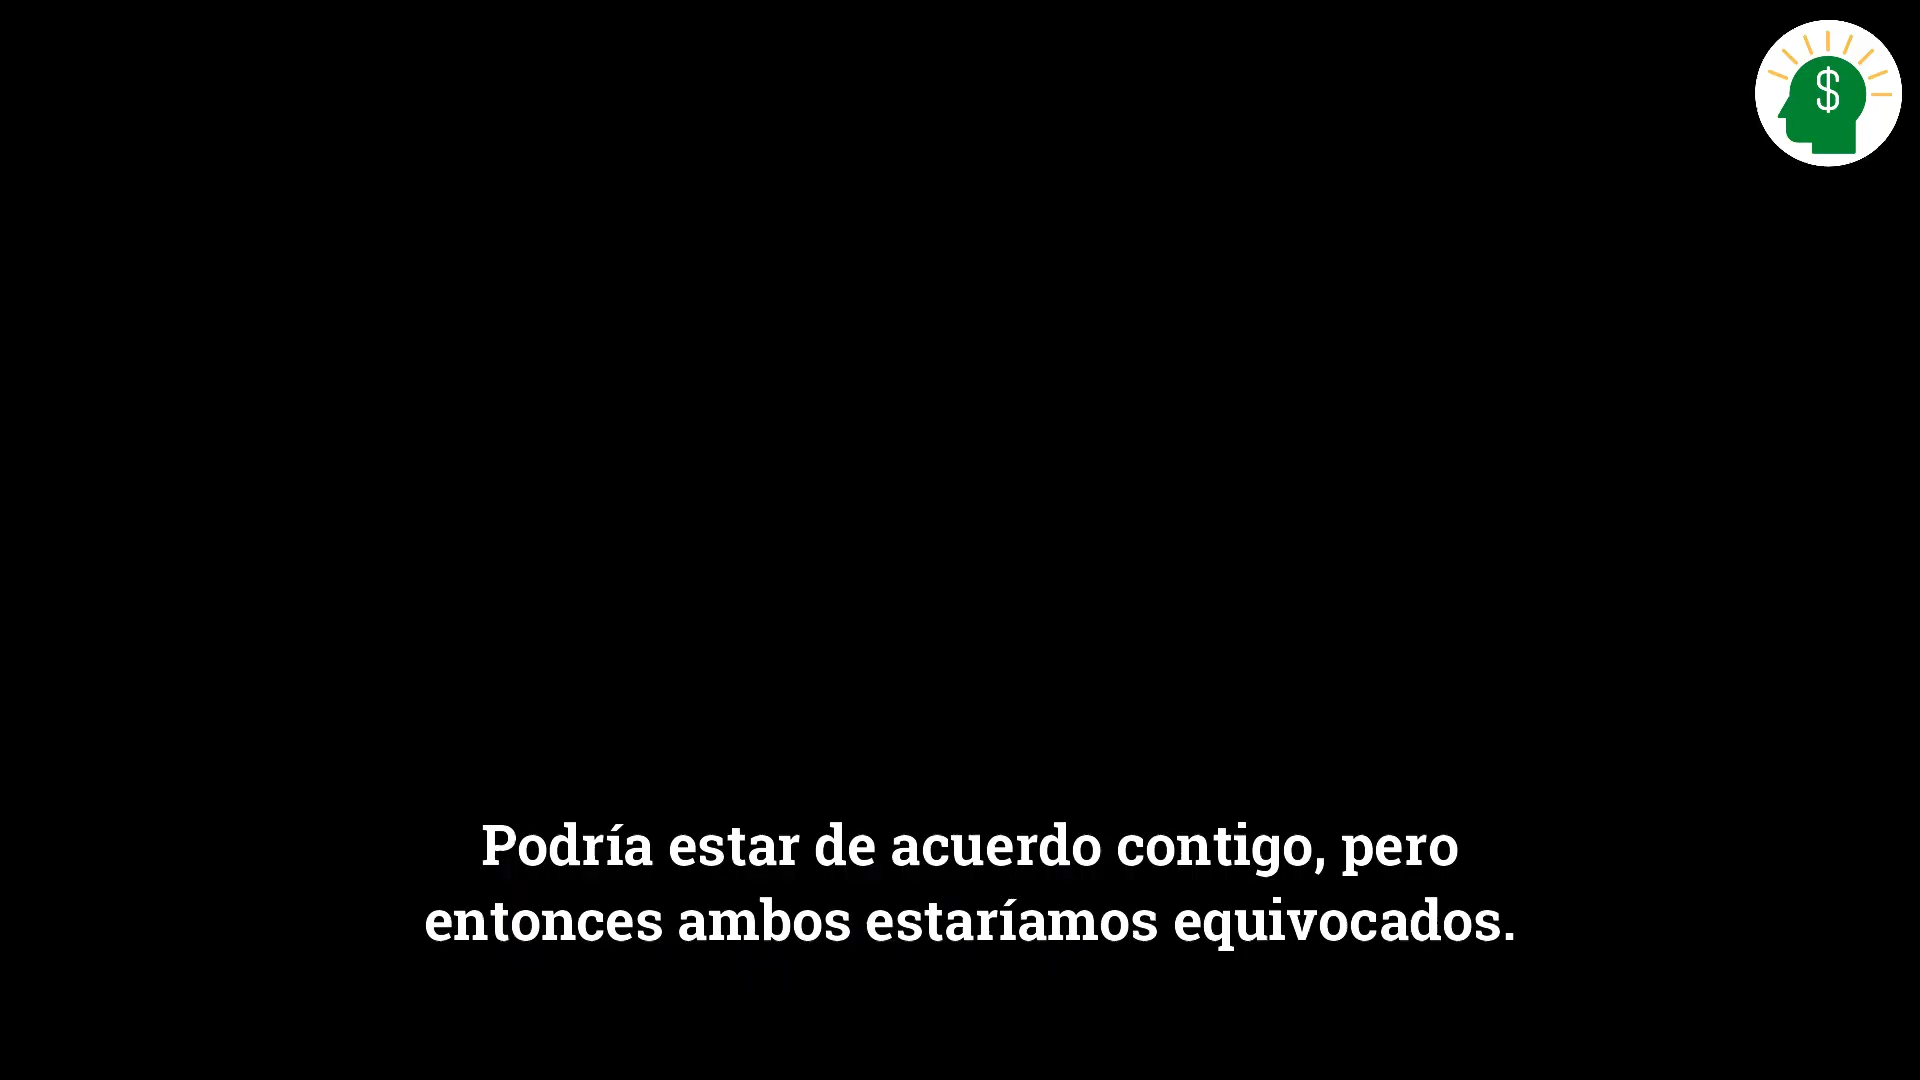 $
Podría estar de acuerdo contigo, pero
entonces ambos estaríamos equivocados.